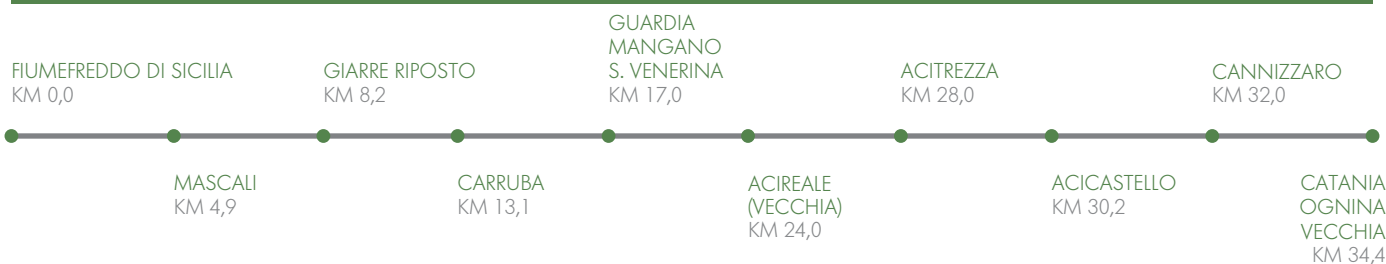 FIUMEFREDDO DI SICILIA
KM 0,0
MASCALI
KM 4,9
GIARRE RIPOSTO
KM 8,2
CARRUBA
KM 13,1
GUARDIA
MANGANO
S. VENERINA
KM 17,0
ACIREALE
(VECCHIA)
KM 24,0
ACITREZZA
KM 28,0
ACICASTELLO
KM 30,2
CANNIZZARO
KM 32,0
CATANIA
OGNINA
VECCHIA
KM 34,4